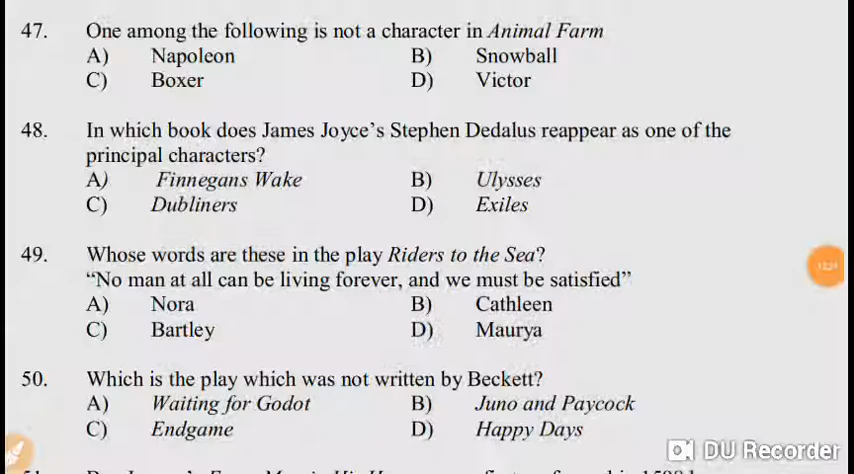 47. One among the following is not a character in Animal Farm
A) Napoleon B) Snowball
C) Boxer D) Victor
48. In which book does James Joyce's Stephen Dedalus reappear as one of the
principal characters?
A) Finnegans Wake B) Ulysses
C) Dubliners D) Exiles
49. Whose words are these in the play Riders to the Sea?
“No man at all can be living forever, and we must be satisfied”
A) Nora B) Cathleen
C) Bartley D) Maurya
50. Which is the play which was not written by Beckett?
A) Waiting for Godot B) Juno and Paycock
C) Endgame D) Happy Days
DU Recorder